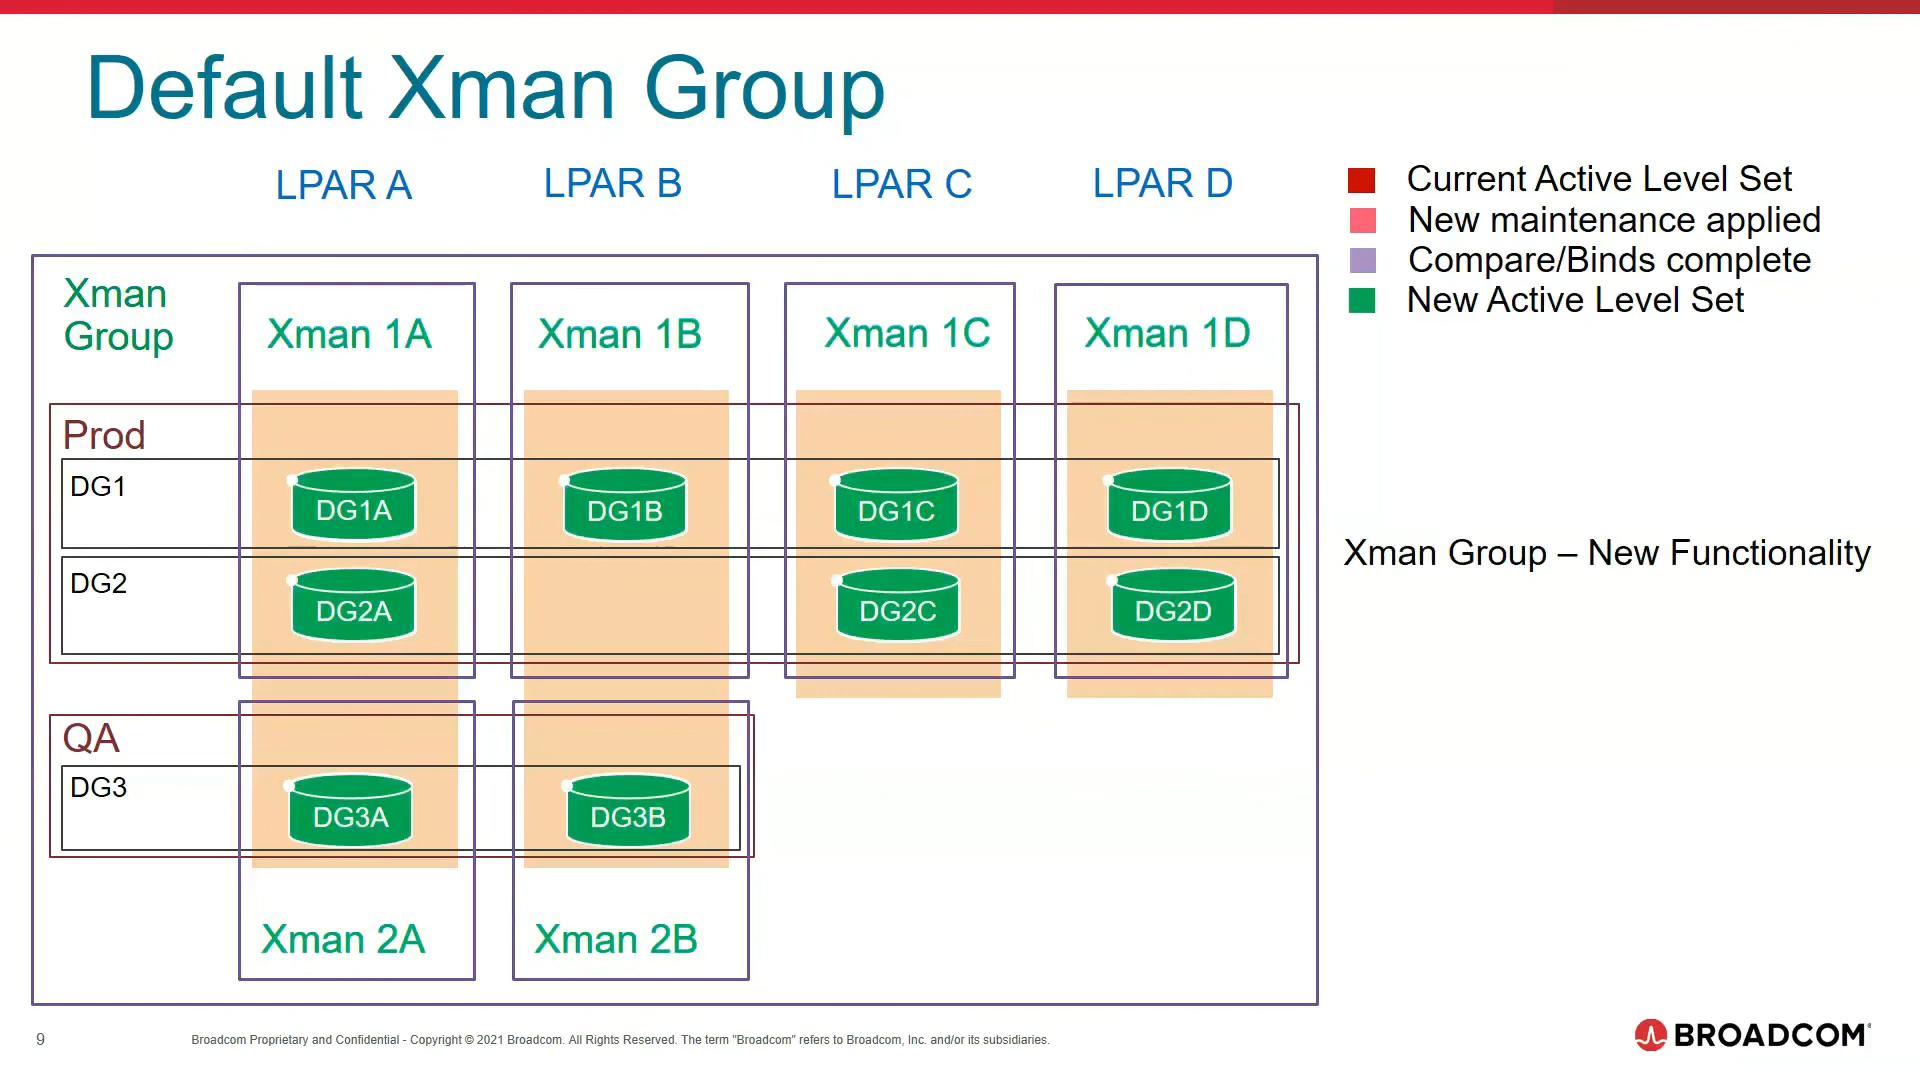 Default Xman Group
LPAR A
LPAR B
LPAR C
LPAR D
Current Active Level Set
New maintenance applied
Compare/Binds complete
New Active Level Set
Xman
Group
Xman 1A
Xman 1B
Xman 1C
Xman 1D
Prod
DG1
DG1A
DG1B
DG1C
DG1D
Xman Group – New Functionality
DG2
DG2A
DG2C
DG2D
QA
DG3
DG3A
DG3B
Xman 2A
Xman 2B
9
Broadcom Proprietary and Confidential - Copyright © 2021 Broadcom. All Rights Reserved. The term "Broadcom" refers to Broadcom, Inc. and/or its subsidiaries.
BROADCOM®